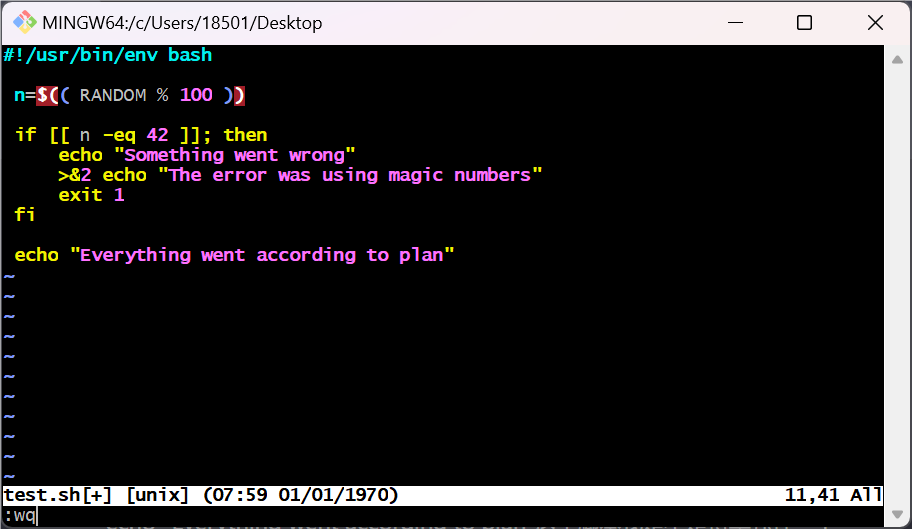 MINGW64:/c/Users/18501/Desktop
#!/usr/bin/env bash
n=$(( RANDOM % 100 ))
if [[ n -eq 42 ]]; then
echo "Something went wrong"
>&2 echo "The error was using magic numbers"
exit 1
fi
echo "Everything went according to plan"
~
~
~
~
~
~
~
~
~
~
~
test.sh[+] [unix] (07:59 01/01/1970) 11,41 All
:wq